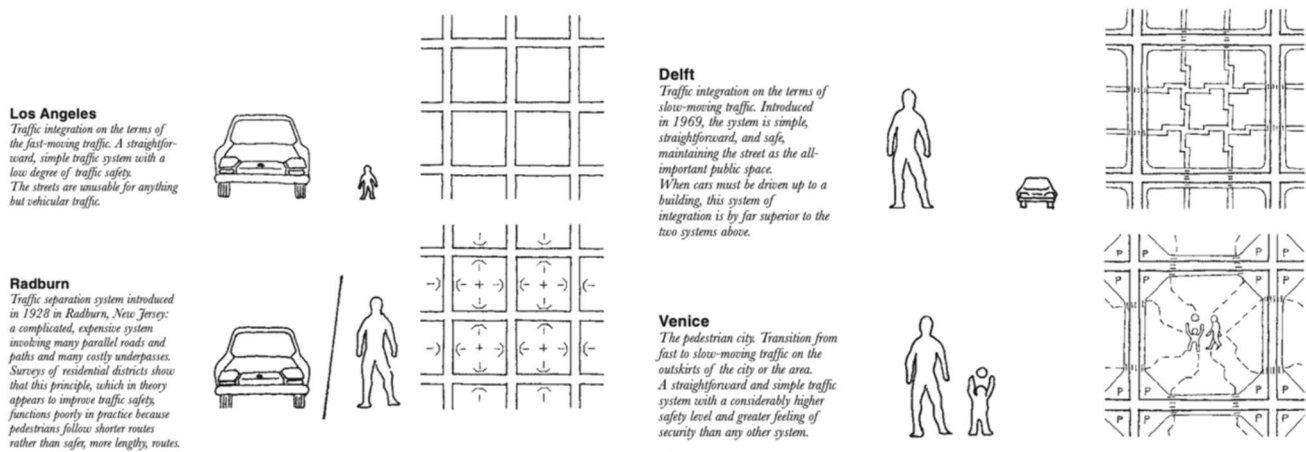 Los Angeles
Traffic integration on the terms of
the fast-moving traffic. A straightfor-
ward, simple traffic system with a
low degree of traffic safety.
The streets are unusable for anything
but vehicular traffic.
Radburn
Traffic separation system introduced
in 1928 in Radburn, New Jersey:
a complicated, expensive system
involving many parallel roads and
paths and many costly underpasses.
Surveys of residential districts show
that this principle, which in theory
appears to improve traffic safety,
functions poorly in practice because
pedestrians follow shorter routes
rather than safer, more lengthy, routes.
Delft
Traffic integration on the terms of
slow-moving traffic. Introduced
in 1969, the system is simple,
straightforward, and safe,
maintaining the street as the all-
important public space.
When cars must be driven up to a
building, this system of
integration is by far superior to the
two systems above.
Venice
The pedestrian city. Transition from
fast to slow-moving traffic on the
outskirts of the city or the area.
A straightforward and simple traffic
system with a considerably higher
safety level and greater feeling of
security than any other system.
P P P P
P P
P P
P P P P